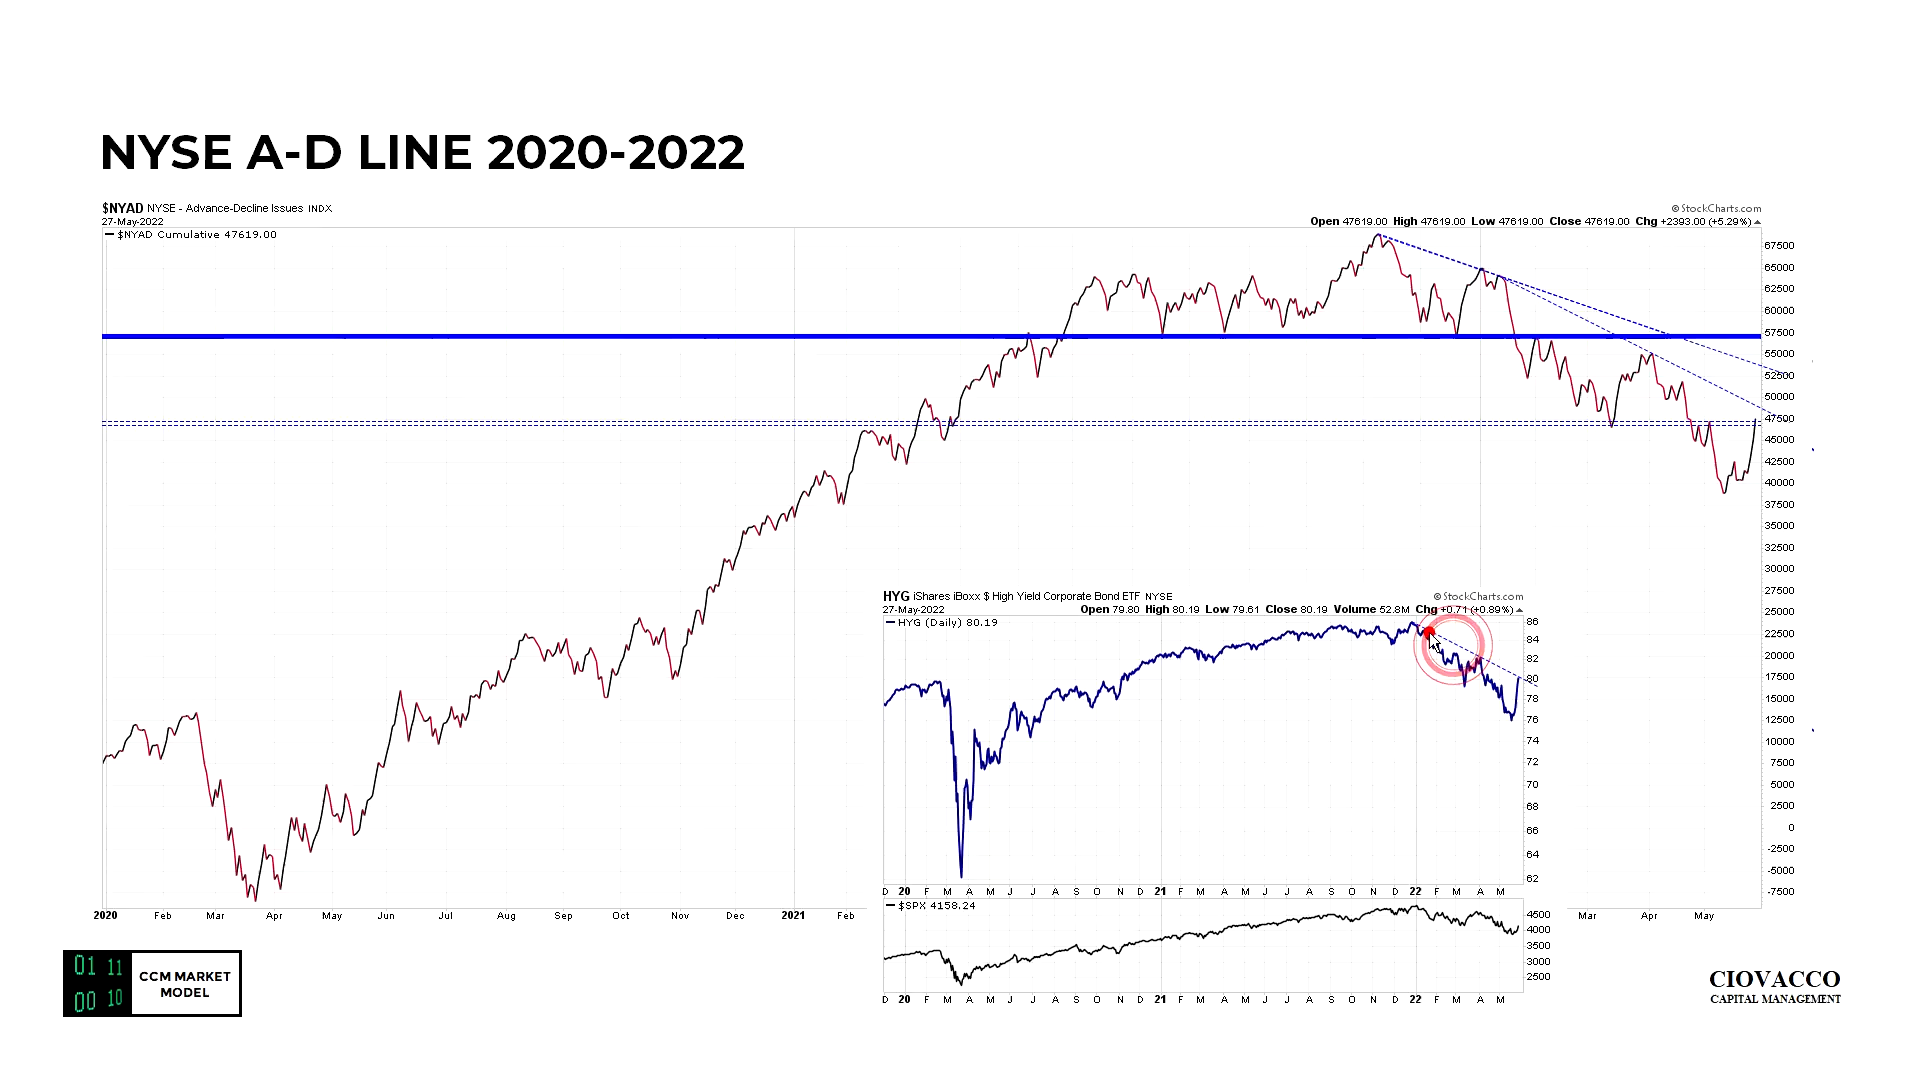 NYSE A-D LINE 2020-2022
$NYAD NYSE - Advance-Decline Issues INDX
© StockCharts.com
27-May-2022
Open 47619.00 High 47619.00 Low 47619.00 Close 47619.00 Chg +2393.00 (+5.29%)
$NYAD Cumulative 47619.00
67500
65000
62500
60000
57500
55000
52500
50000
47500
45000
42500
40000
37500
35000
32500
30000
27500
25000
22500
20000
17500
15000
12500
10000
7500
5000
2500
0
-2500
-5000
-7500
2020 Feb Mar Apr May Jun Jul Aug Sep Oct Nov Dec 2021 Feb Mar Apr May
HYG iShares iBoxx $ High Yield Corporate Bond ETF NYSE
© StockCharts.com
27-May-2022
Open 79.80 High 80.19 Low 79.61 Close 80.19 Volume 52.8M Chg +0.71 (+0.89%)
HYG (Daily) 80.19
86
84
82
80
78
76
74
72
70
68
66
64
62
D 20 F M A M J J A S O N D 21 F M A M J J A S O N D 22 F M A M
$SPX 4158.24
4500
4000
3500
3000
2500
D 20 F M A M J J A S O N D 21 F M A M J J A S O N D 22 F M A M
01 11
00 10
CCM MARKET
MODEL
CIOVACCO
CAPITAL MANAGEMENT